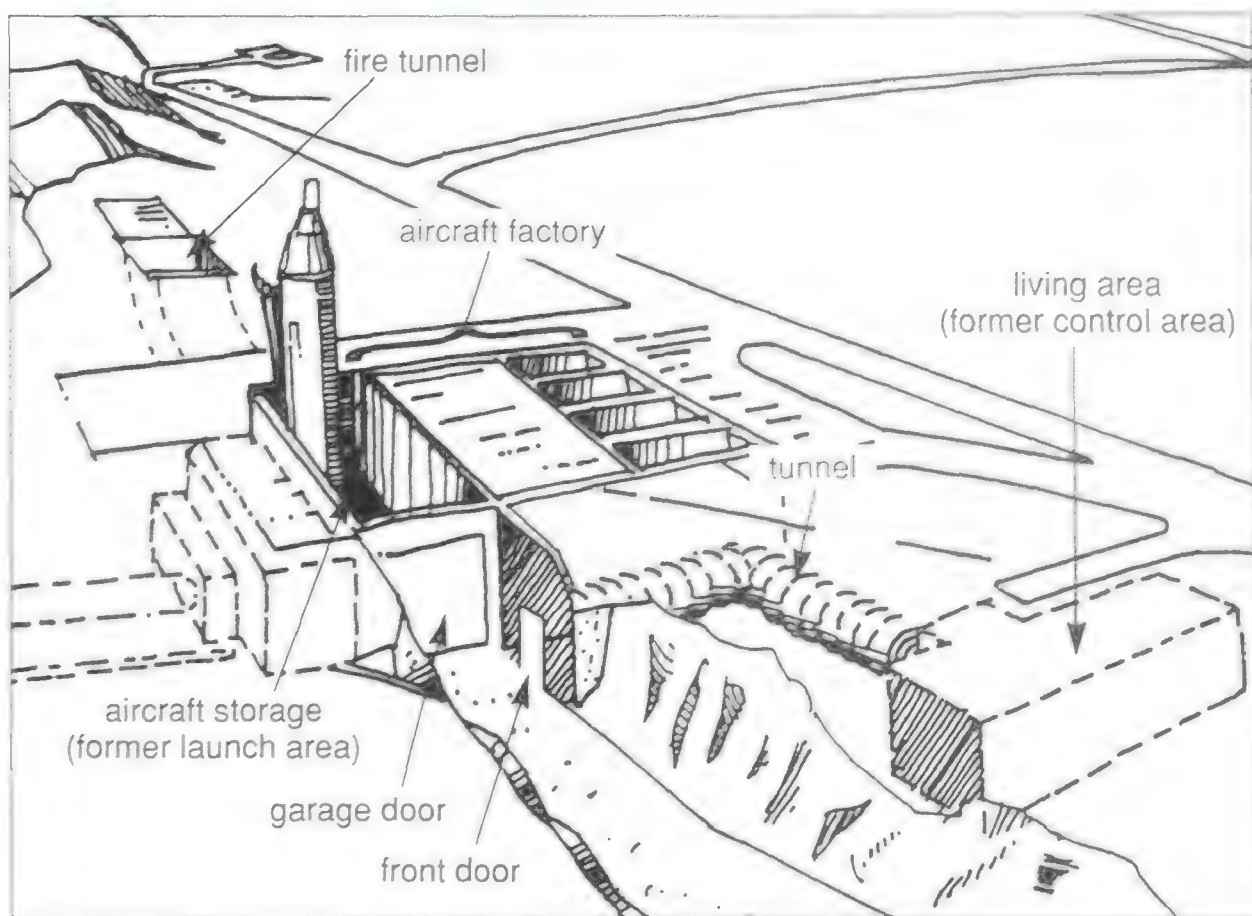 fire tunnel
aircraft factory
living area
(former control area)
tunnel
aircraft storage
(former launch area)
garage door
front door